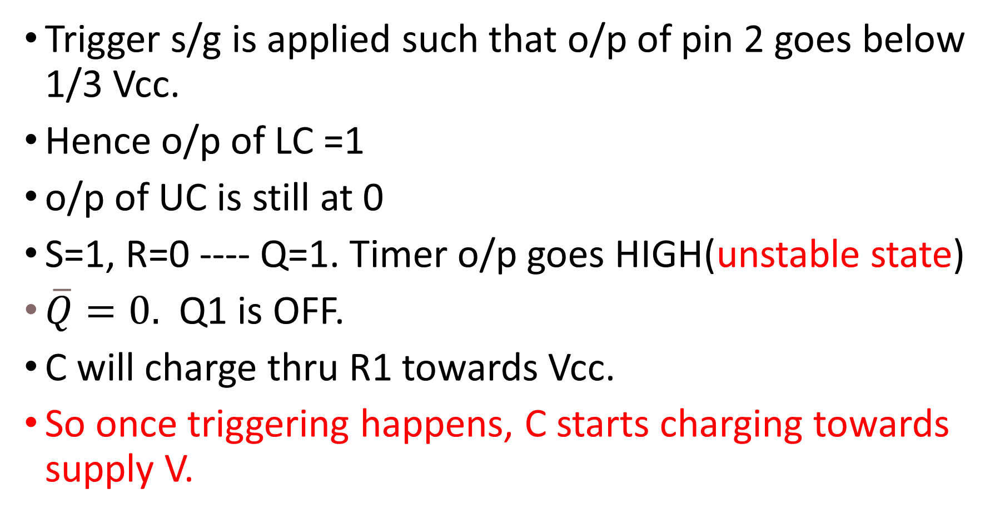 • Trigger s/g is applied such that o/p of pin 2 goes below
1/3 Vcc.
• Hence o/p of LC =1
• o/p of UC is still at 0
• S=1, R=0 ---- Q=1. Timer o/p goes HIGH(unstable state)
• Q̅ = 0. Q1 is OFF.
• C will charge thru R1 towards Vcc.
• So once triggering happens, C starts charging towards
supply V.